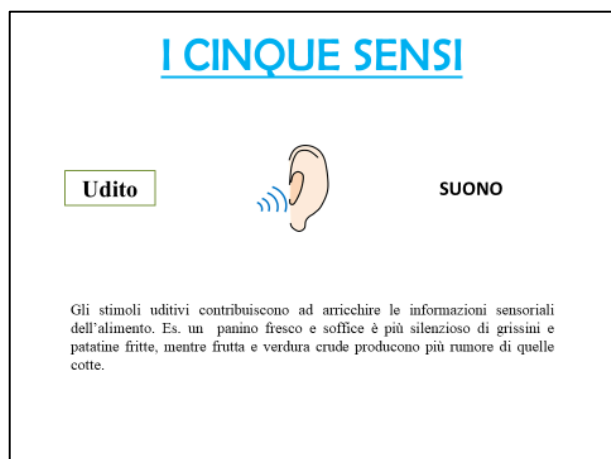 I CINQUE SENSI
Udito
SUONO
Gli stimoli uditivi contribuiscono ad arricchire le informazioni sensoriali
dell'alimento. Es. un panino fresco e soffice è più silenzioso di grissini e
patatine fritte, mentre frutta e verdura crude producono più rumore di quelle
cotte.